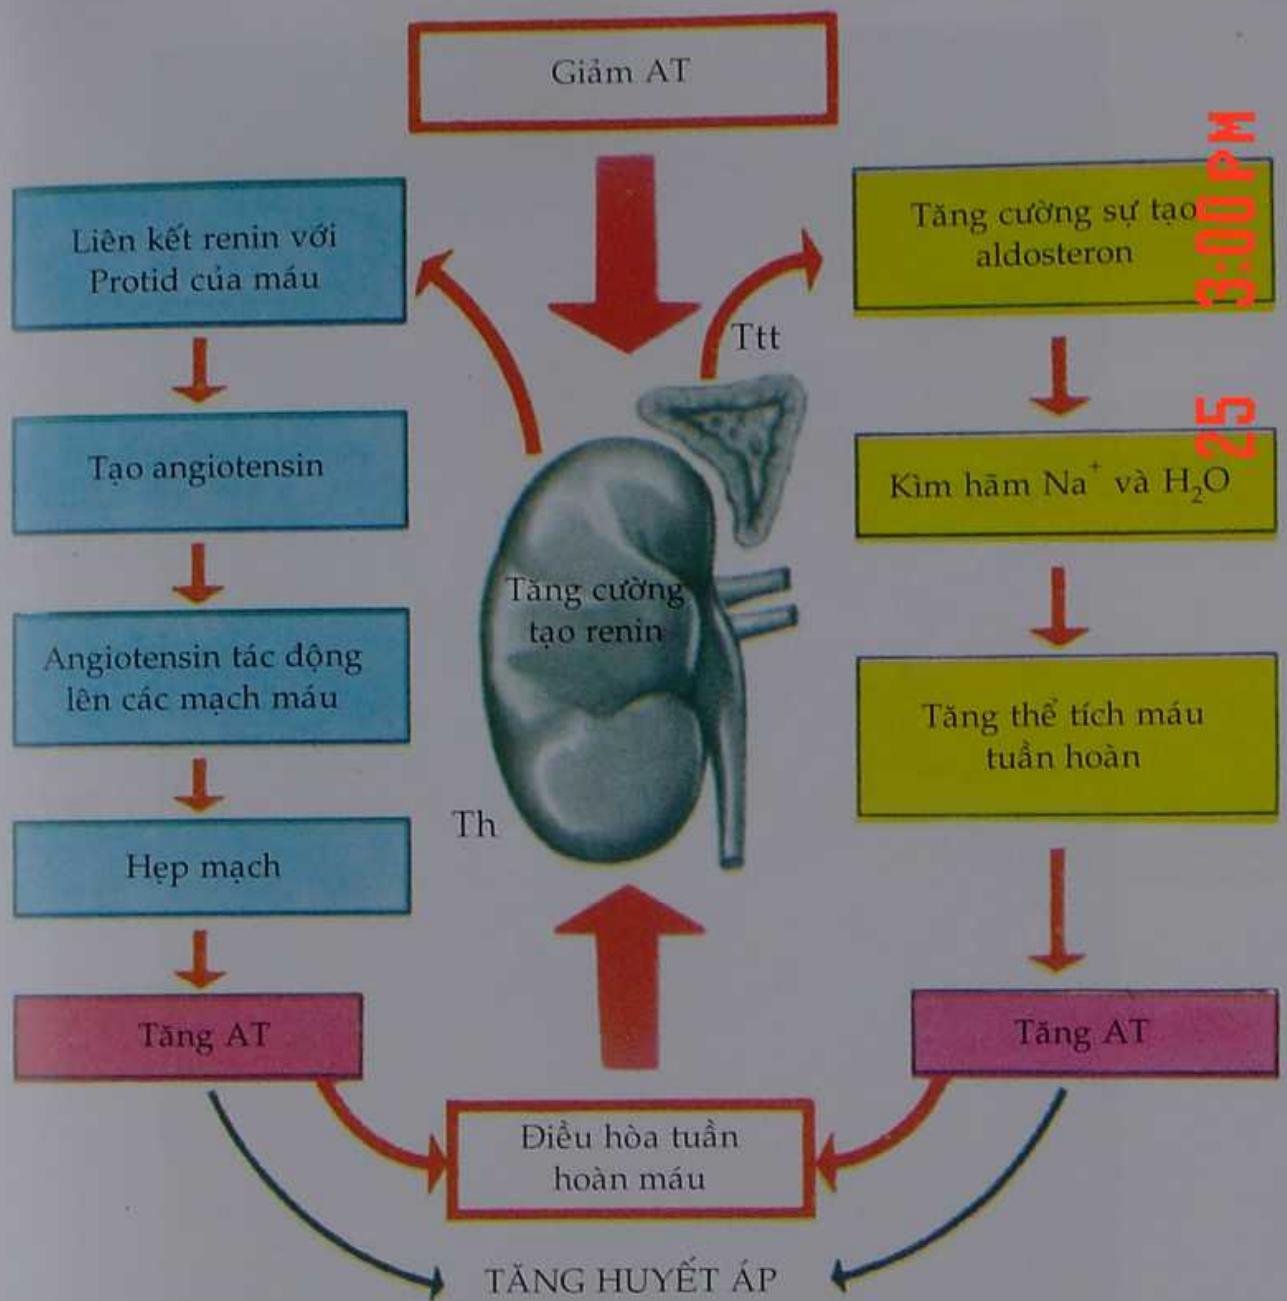 Giảm AT
Liên kết renin với
Protid của máu
Tạo angiotensin
Angiotensin tác động
lên các mạch máu
Hẹp mạch
Tăng AT
Ttt
Tăng cường
tạo renin
Th
Tăng cường sự tạo
aldosteron
Kìm hãm Na⁺ và H₂O
Tăng thể tích máu
tuần hoàn
Tăng AT
Điều hòa tuần
hoàn máu
TĂNG HUYẾT ÁP
25 3:00 PM